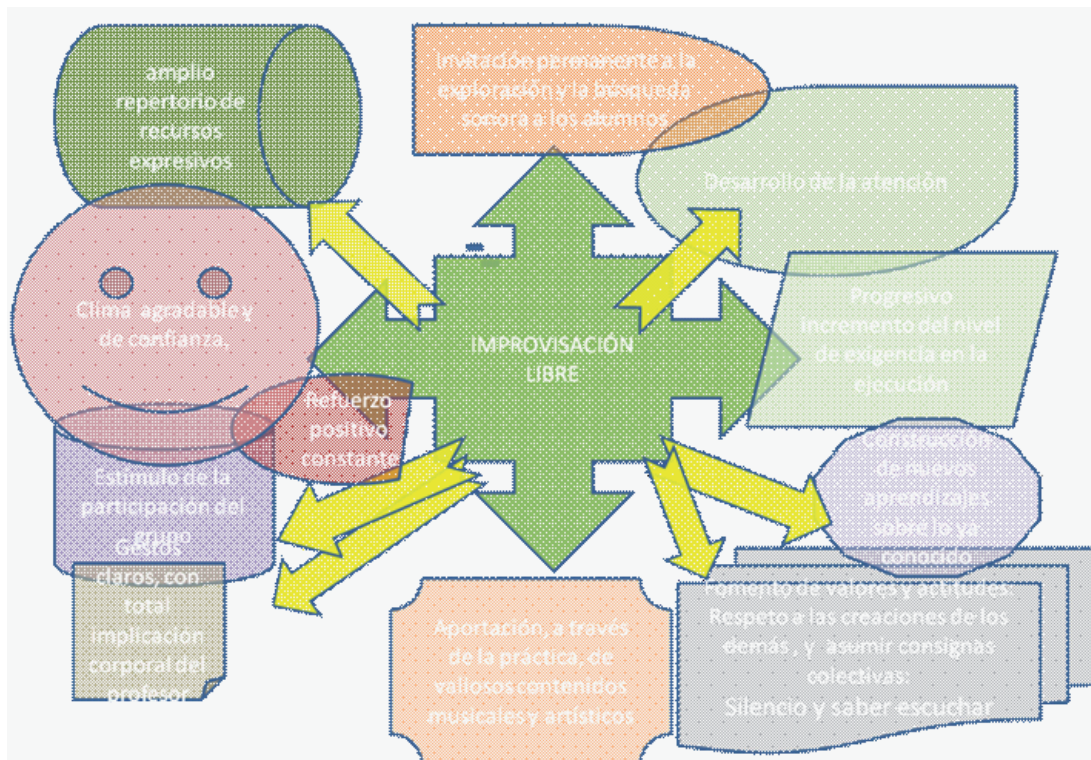 amplio
repertorio de
recursos
expresivos
Invitación permanente a la
exploración y la búsqueda
sonora a los alumnos
Desarrollo de la atención
Clima agradable y
de confianza,
IMPROVISACIÓN
LIBRE
Progresivo
incremento del nivel
de exigencia en la
ejecución
Refuerzo
positivo
constante
Estímulo de la
participación del
grupo
Construcción
de nuevos
aprendizajes
sobre lo ya
conocido
Gestos
claros, con
total
implicación
corporal del
profesor
Aportación, a través
de la práctica, de
valiosos contenidos
musicales y artísticos
Fomento de valores y actitudes:
Respeto a las creaciones de los
demás , y asumir consignas
colectivas:
Silencio y saber escuchar